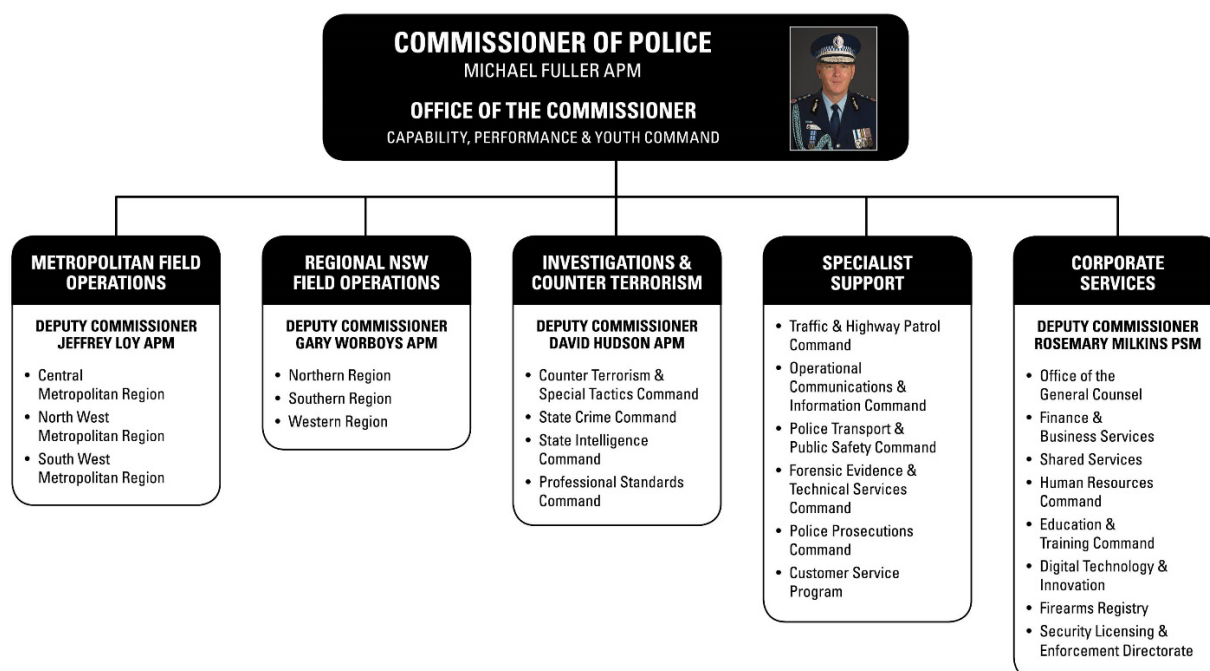 COMMISSIONER OF POLICE
MICHAEL FULLER APM
OFFICE OF THE COMMISSIONER
CAPABILITY, PERFORMANCE & YOUTH COMMAND
METROPOLITAN FIELD
OPERATIONS
DEPUTY COMMISSIONER
JEFFREY LOY APM
• Central
Metropolitan Region
• North West
Metropolitan Region
• South West
Metropolitan Region
REGIONAL NSW
FIELD OPERATIONS
DEPUTY COMMISSIONER
GARY WORBOYS APM
• Northern Region
• Southern Region
• Western Region
INVESTIGATIONS &
COUNTER TERRORISM
DEPUTY COMMISSIONER
DAVID HUDSON APM
• Counter Terrorism &
Special Tactics Command
• State Crime Command
• State Intelligence
Command
• Professional Standards
Command
SPECIALIST
SUPPORT
• Traffic & Highway Patrol
Command
• Operational
Communications &
Information Command
• Police Transport &
Public Safety Command
• Forensic Evidence &
Technical Services
Command
• Police Prosecutions
Command
• Customer Service
Program
CORPORATE
SERVICES
DEPUTY COMMISSIONER
ROSEMARY MILKINS PSM
• Office of the
General Counsel
• Finance &
Business Services
• Shared Services
• Human Resources
Command
• Education &
Training Command
• Digital Technology &
Innovation
• Firearms Registry
• Security Licensing &
Enforcement Directorate